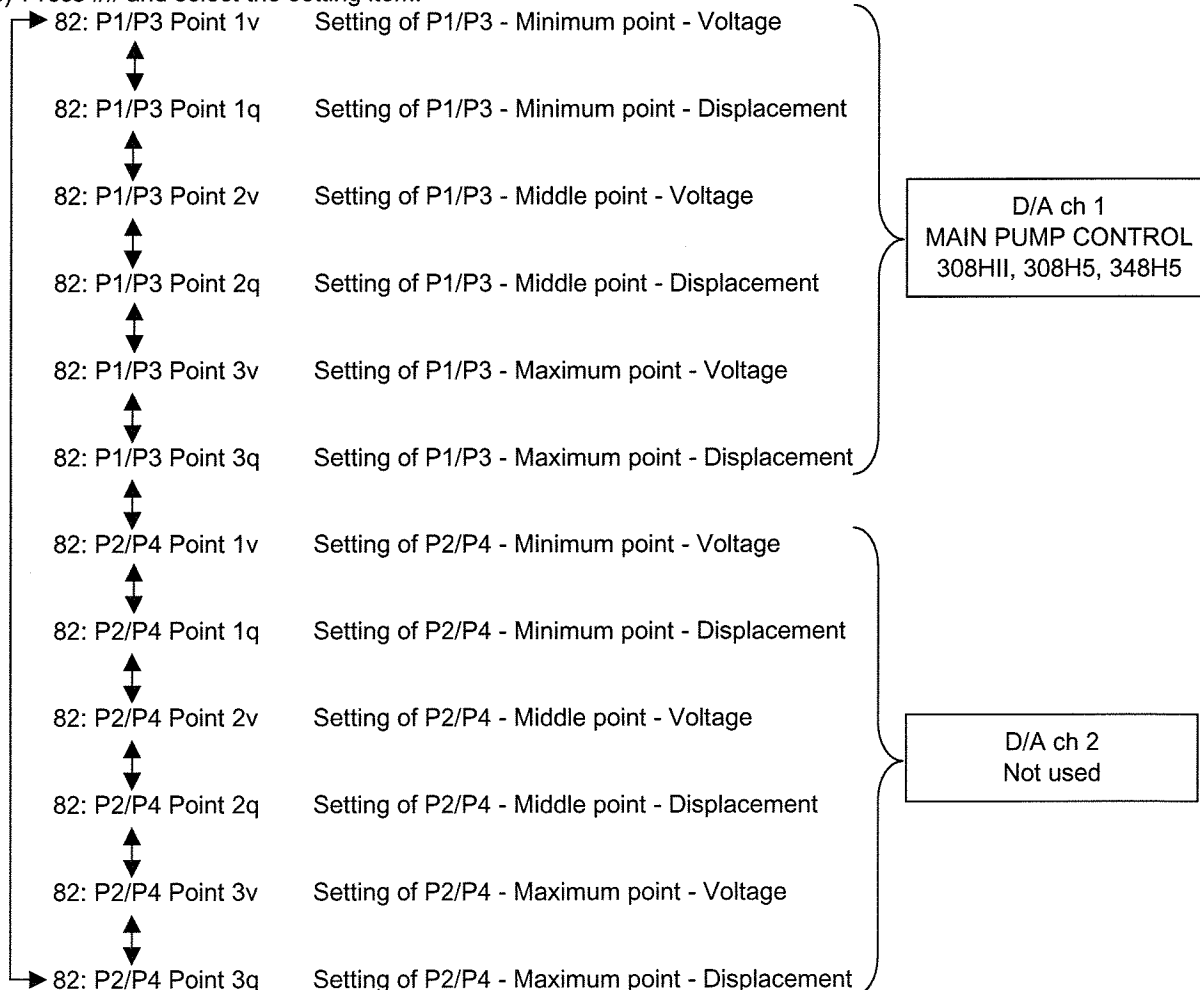 and select the setting item.
82: P1/P3 Point 1v Setting of P1/P3 - Minimum point - Voltage
82: P1/P3 Point 1q Setting of P1/P3 - Minimum point - Displacement
82: P1/P3 Point 2v Setting of P1/P3 - Middle point - Voltage
82: P1/P3 Point 2q Setting of P1/P3 - Middle point - Displacement
82: P1/P3 Point 3v Setting of P1/P3 - Maximum point - Voltage
82: P1/P3 Point 3q Setting of P1/P3 - Maximum point - Displacement
D/A ch 1
MAIN PUMP CONTROL
308HII, 308H5, 348H5
82: P2/P4 Point 1v Setting of P2/P4 - Minimum point - Voltage
82: P2/P4 Point 1q Setting of P2/P4 - Minimum point - Displacement
82: P2/P4 Point 2v Setting of P2/P4 - Middle point - Voltage
82: P2/P4 Point 2q Setting of P2/P4 - Middle point - Displacement
82: P2/P4 Point 3v Setting of P2/P4 - Maximum point - Voltage
82: P2/P4 Point 3q Setting of P2/P4 - Maximum point - Displacement
D/A ch 2
Not used